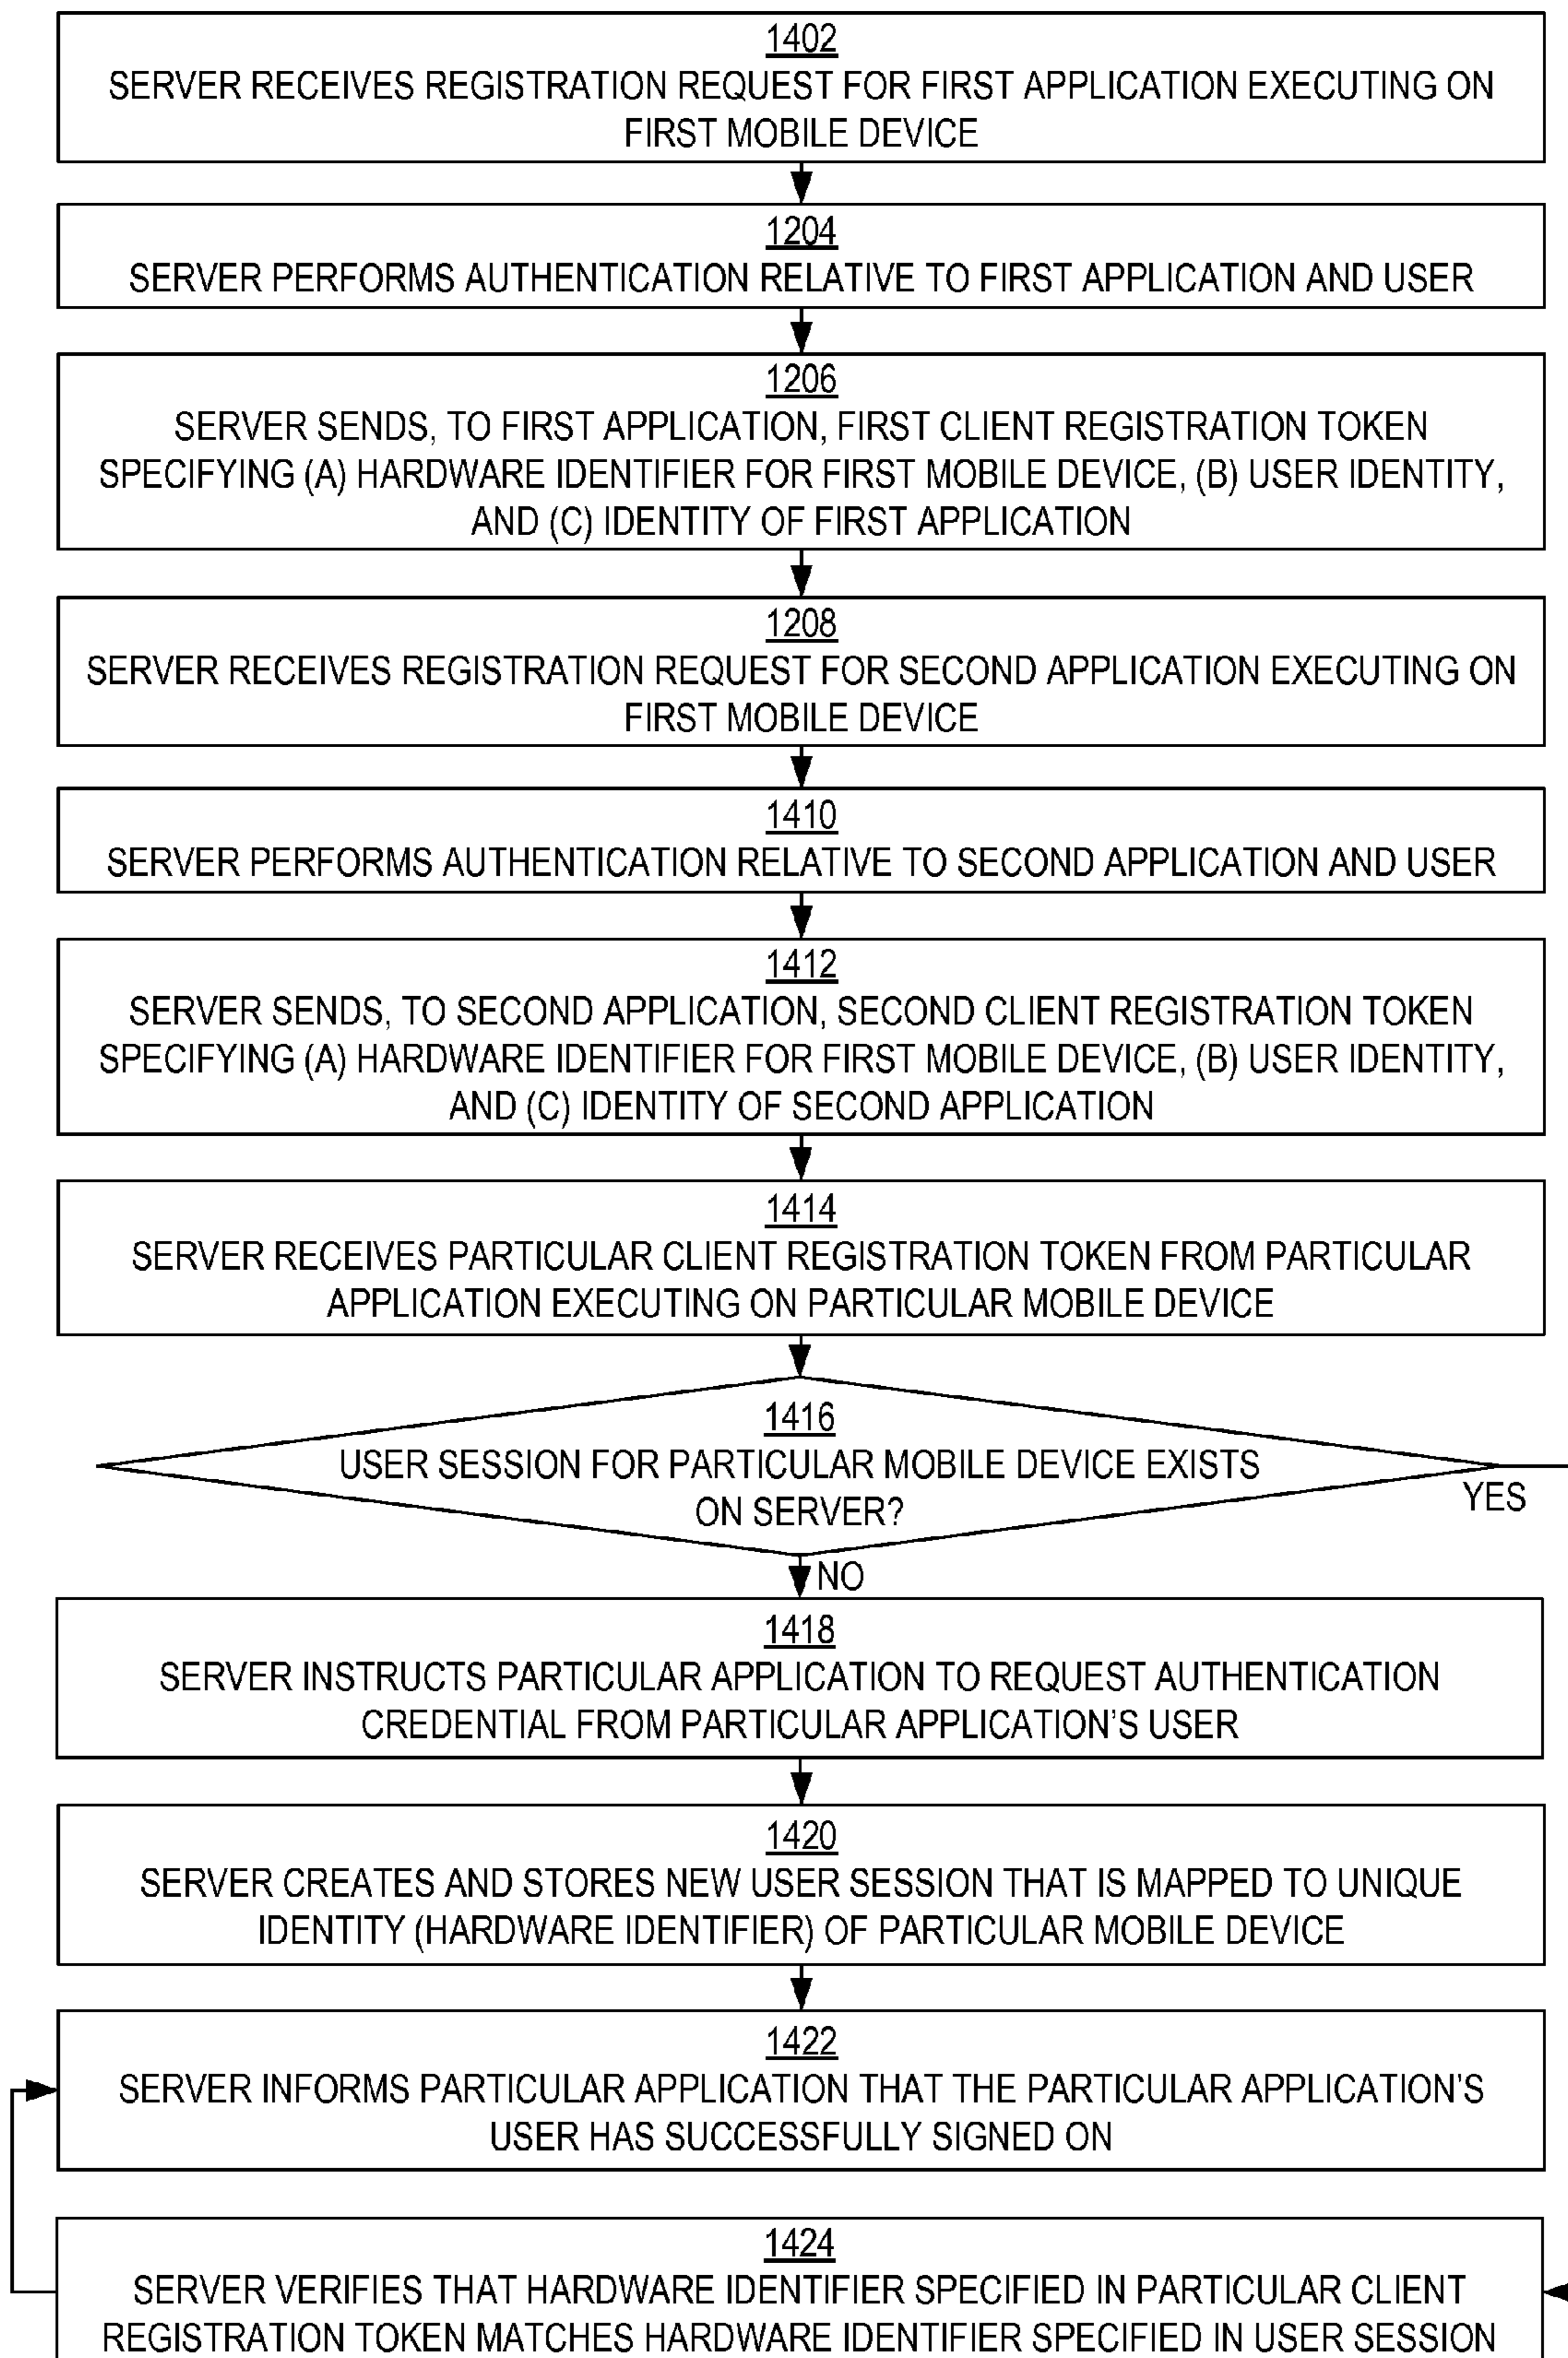 1402
SERVER RECEIVES REGISTRATION REQUEST FOR FIRST APPLICATION EXECUTING ON
FIRST MOBILE DEVICE
1204
SERVER PERFORMS AUTHENTICATION RELATIVE TO FIRST APPLICATION AND USER
1206
SERVER SENDS, TO FIRST APPLICATION, FIRST CLIENT REGISTRATION TOKEN
SPECIFYING (A) HARDWARE IDENTIFIER FOR FIRST MOBILE DEVICE, (B) USER IDENTITY,
AND (C) IDENTITY OF FIRST APPLICATION
1208
SERVER RECEIVES REGISTRATION REQUEST FOR SECOND APPLICATION EXECUTING ON
FIRST MOBILE DEVICE
1410
SERVER PERFORMS AUTHENTICATION RELATIVE TO SECOND APPLICATION AND USER
1412
SERVER SENDS, TO SECOND APPLICATION, SECOND CLIENT REGISTRATION TOKEN
SPECIFYING (A) HARDWARE IDENTIFIER FOR FIRST MOBILE DEVICE, (B) USER IDENTITY,
AND (C) IDENTITY OF SECOND APPLICATION
1414
SERVER RECEIVES PARTICULAR CLIENT REGISTRATION TOKEN FROM PARTICULAR
APPLICATION EXECUTING ON PARTICULAR MOBILE DEVICE
1416
USER SESSION FOR PARTICULAR MOBILE DEVICE EXISTS
ON SERVER?
YES
NO
1418
SERVER INSTRUCTS PARTICULAR APPLICATION TO REQUEST AUTHENTICATION
CREDENTIAL FROM PARTICULAR APPLICATION'S USER
1420
SERVER CREATES AND STORES NEW USER SESSION THAT IS MAPPED TO UNIQUE
IDENTITY (HARDWARE IDENTIFIER) OF PARTICULAR MOBILE DEVICE
1422
SERVER INFORMS PARTICULAR APPLICATION THAT THE PARTICULAR APPLICATION'S
USER HAS SUCCESSFULLY SIGNED ON
1424
SERVER VERIFIES THAT HARDWARE IDENTIFIER SPECIFIED IN PARTICULAR CLIENT
REGISTRATION TOKEN MATCHES HARDWARE IDENTIFIER SPECIFIED IN USER SESSION